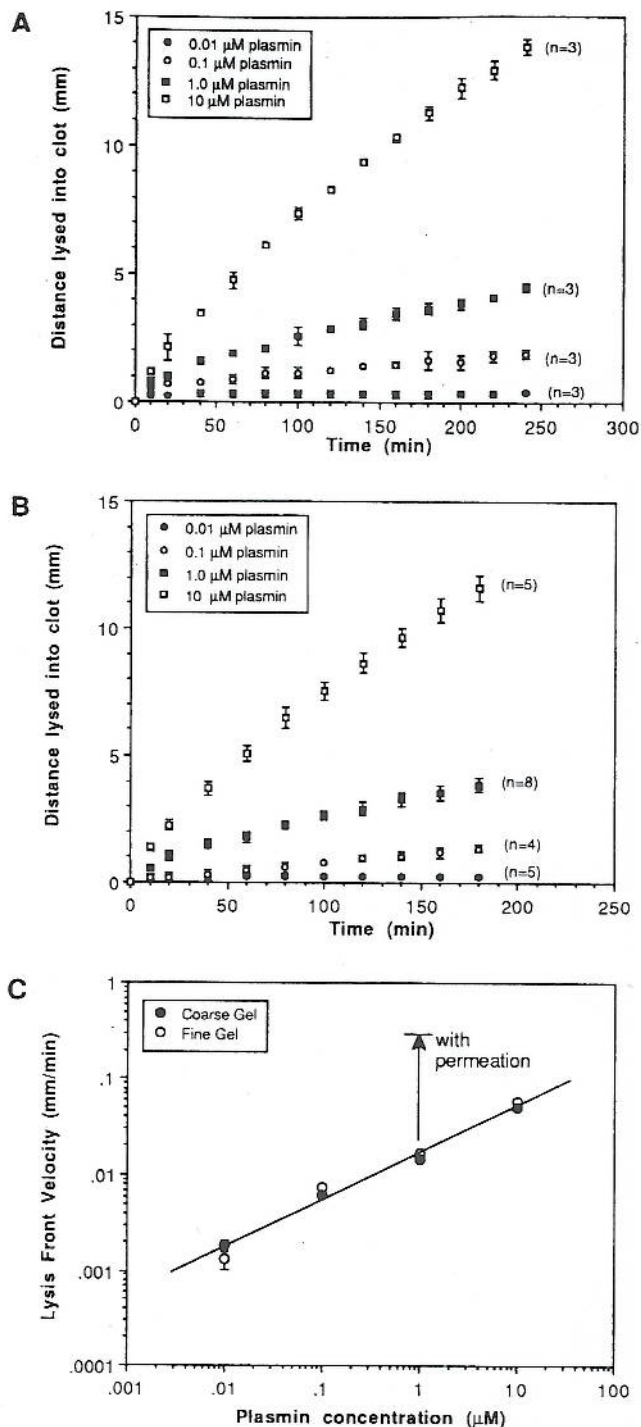 A
15
10
5
0
Distance lysed into clot (mm)
0.01 μM plasmin
0.1 μM plasmin
1.0 μM plasmin
10 μM plasmin
(n=3)
(n=3)
(n=3)
(n=3)
0 50 100 150 200 250 300
Time (min)
B
15
10
5
0
Distance lysed into clot (mm)
0.01 μM plasmin
0.1 μM plasmin
1.0 μM plasmin
10 μM plasmin
(n=5)
(n=8)
(n=4)
(n=5)
0 50 100 150 200 250
Time (min)
C
1
.1
.01
.001
.0001
Lysis Front Velocity (mm/min)
Coarse Gel
Fine Gel
with
permeation
.001 .01 .1 1 10 100
Plasmin concentration (μM)